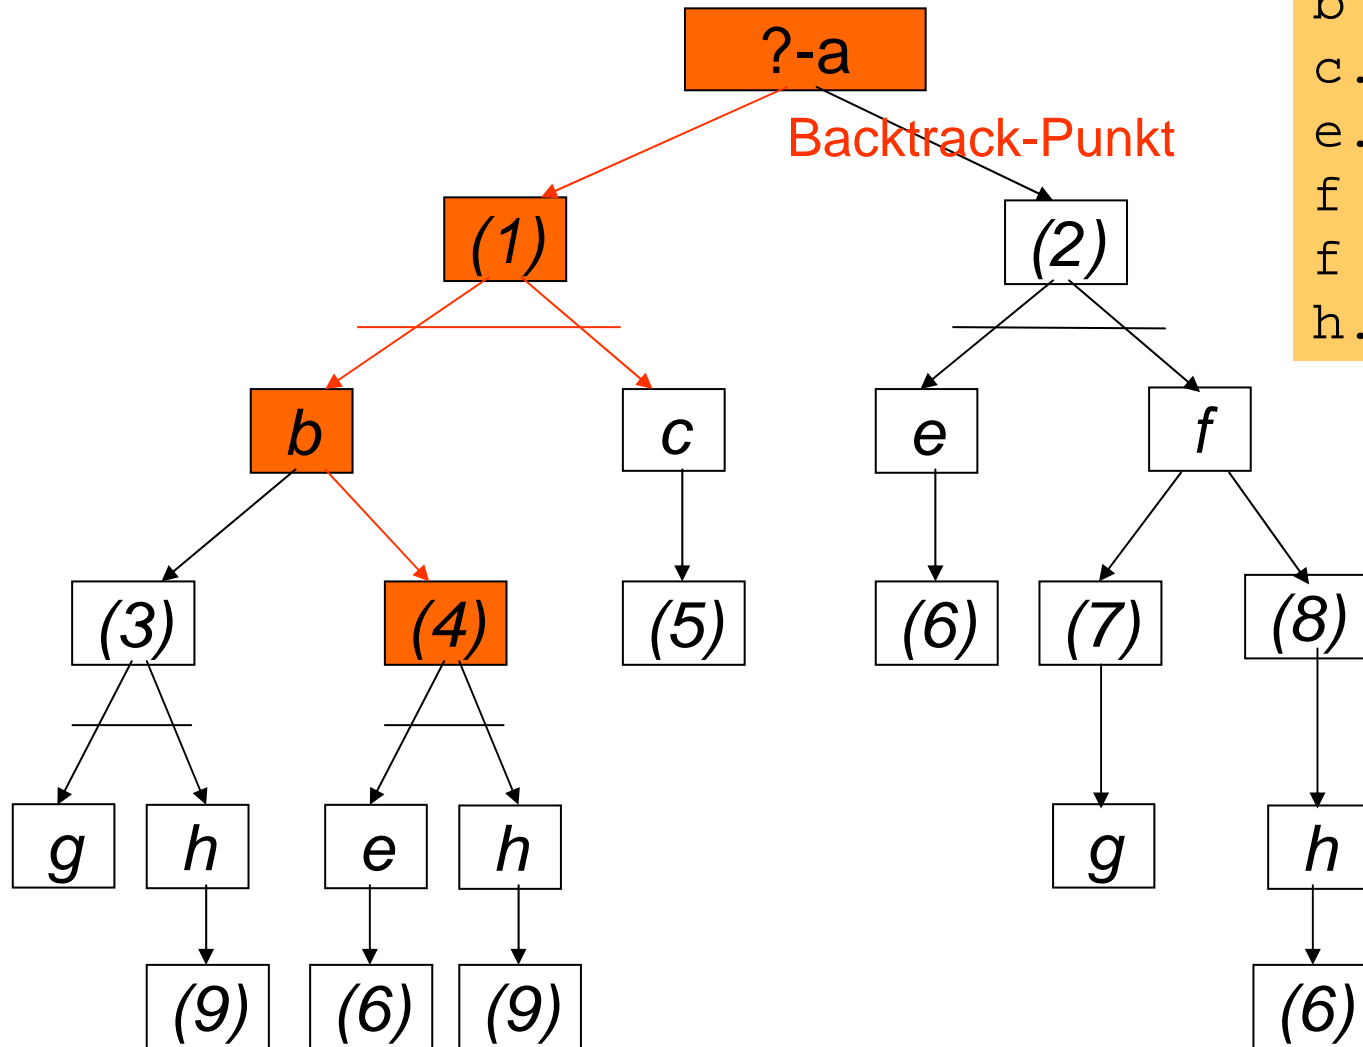 ?-a
Backtrack-Punkt
b
c.
e.
f
f
h.
(1) (2)
b c e f
(3) (4) (5) (6) (7) (8)
g h e h g h
(9) (6) (9) (6)